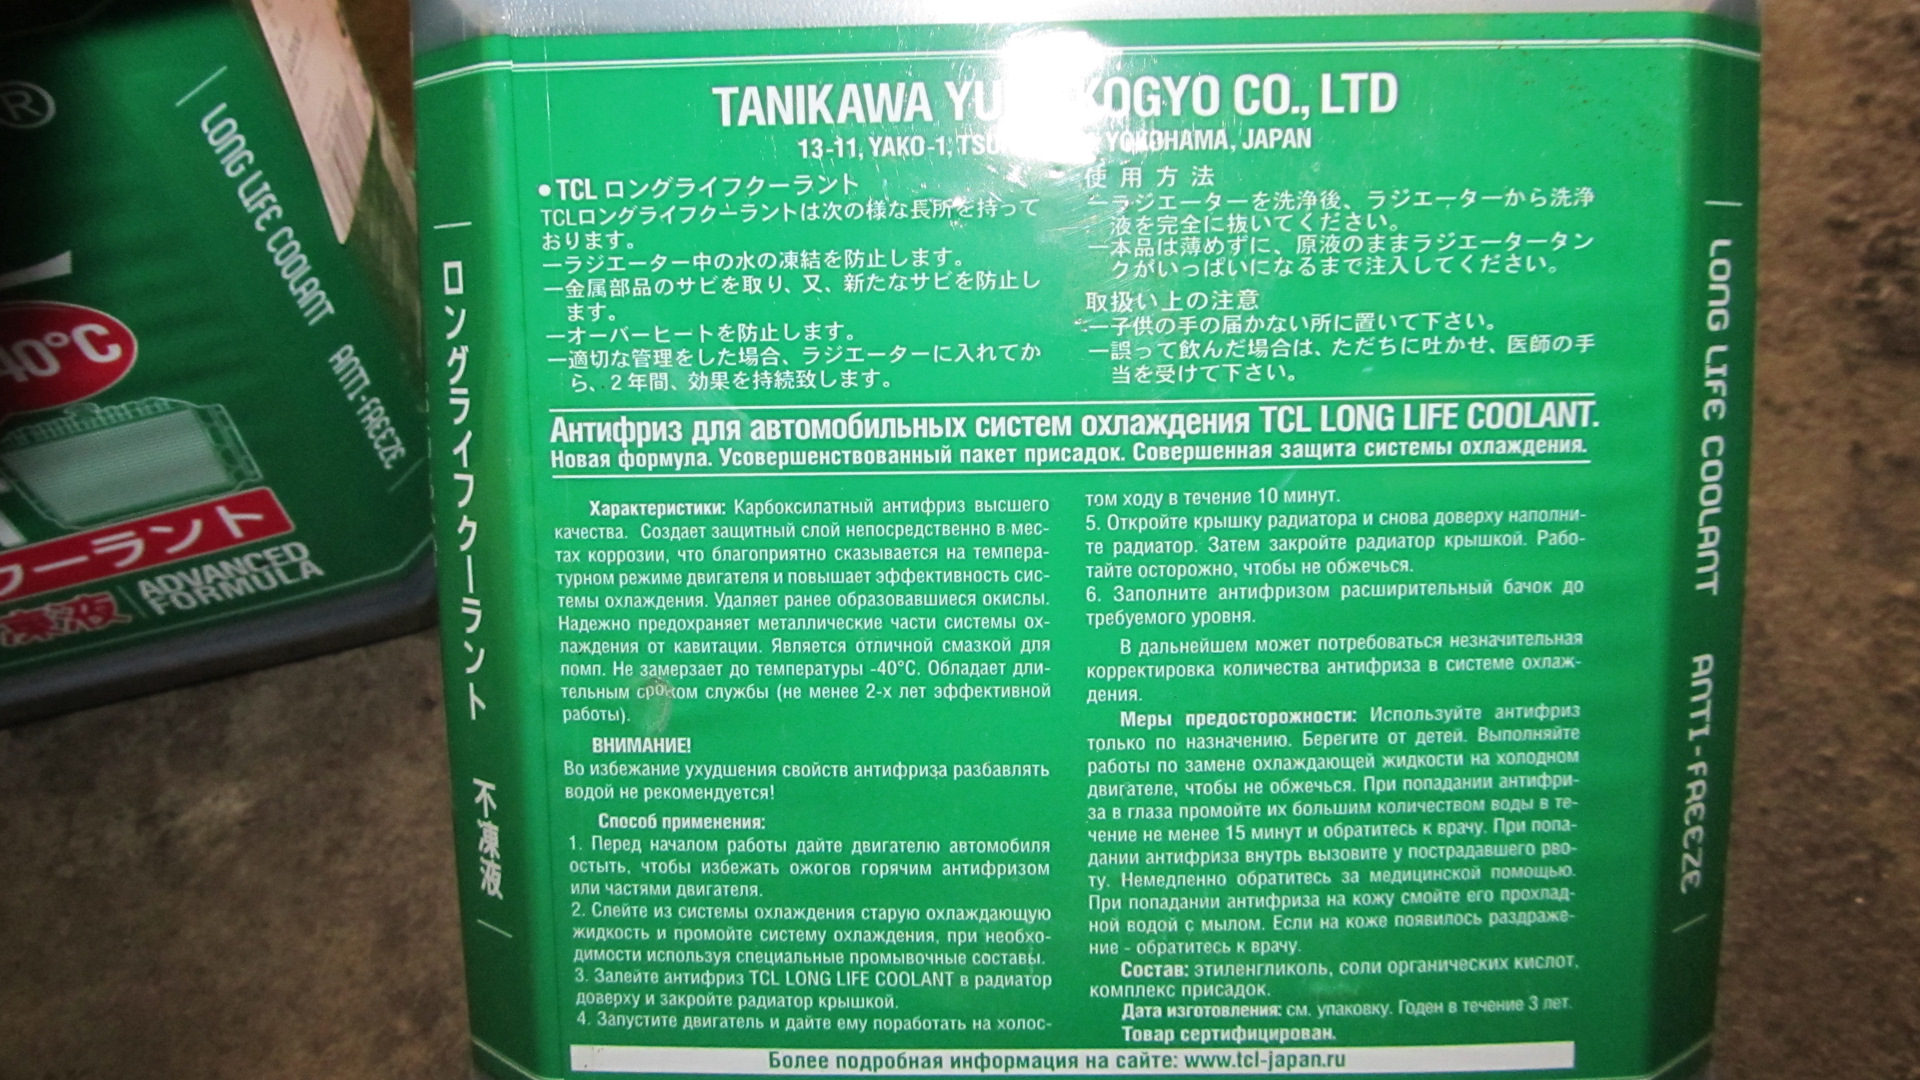 ®
LONG LIFE COOLANT
ANTI-FREEZE
40°C
クーラント
凍液
ADVANCED
FORMULA
ロングライフクーラント 不凍液
TANIKAWA KOGYO CO., LTD
13-11, YAKO-1, YOKOHAMA, JAPAN
●TCL ロングライフクーラント
TCLロングライフクーラントは次の様な長所を持って
おります。
ーラジエーター中の水の凍結を防止します。
ー金属部品のサビを取り、又、新たなサビを防止し
ます。
ーオーバーヒートを防止します。
ー適切な管理をした場合、ラジエーターに入れてか
ら、2年間、効果を持続致します。
使用方法
ーラジエーターを洗浄後、ラジエーターから洗浄
液を完全に抜いてください。
ー本品は薄めずに、原液のままラジエータータン
クがいっぱいになるまで注入してください。
取扱い上の注意
ー子供の手の届かない所に置いて下さい。
ー誤って飲んだ場合は、ただちに吐かせ、医師の手
当を受けて下さい。
Антифриз для автомобильных систем охлаждения TCL LONG LIFE COOLANT.
Новая формула. Усовершенствованный пакет присадок. Совершенная защита системы охлаждения.
Характеристики: Карбоксилатный антифриз высшего
качества. Создает защитный слой непосредственно в мес-
тах коррозии, что благоприятно сказывается на темпера-
турном режиме двигателя и повышает эффективность сис-
темы охлаждения. Удаляет ранее образовавшиеся окислы.
Надежно предохраняет металлические части системы ох-
лаждения от кавитации. Является отличной смазкой для
помп. Не замерзает до температуры -40°C. Обладает дли-
тельным сроком службы (не менее 2-х лет эффективной
работы).
ВНИМАНИЕ!
Во избежание ухудшения свойств антифриза разбавлять
водой не рекомендуется!
Способ применения:
1. Перед началом работы дайте двигателю автомобиля
остыть, чтобы избежать ожогов горячим антифризом
или частями двигателя.
2. Слейте из системы охлаждения старую охлаждающую
жидкость и промойте систему охлаждения, при необхо-
димости используя специальные промывочные составы.
3. Залейте антифриз TCL LONG LIFE COOLANT в радиатор
доверху и закройте радиатор крышкой.
4. Запустите двигатель и дайте ему поработать на холос-
том ходу в течение 10 минут.
5. Откройте крышку радиатора и снова доверху наполни-
те радиатор. Затем закройте радиатор крышкой. Рабо-
тайте осторожно, чтобы не обжечься.
6. Заполните антифризом расширительный бачок до
требуемого уровня.
В дальнейшем может потребоваться незначительная
корректировка количества антифриза в системе охлаж-
дения.
Меры предосторожности: Используйте антифриз
только по назначению. Берегите от детей. Выполняйте
работы по замене охлаждающей жидкости на холодном
двигателе, чтобы не обжечься. При попадании антифри-
за в глаза промойте их большим количеством воды в те-
чение не менее 15 минут и обратитесь к врачу. При попа-
дании антифриза внутрь вызовите у пострадавшего рво-
ту. Немедленно обратитесь за медицинской помощью.
При попадании антифриза на кожу смойте его прохлад-
ной водой с мылом. Если на коже появилось раздраже-
ние - обратитесь к врачу.
Состав: этиленгликоль, соли органических кислот,
комплекс присадок.
Дата изготовления: см. упаковку. Годен в течение 3 лет.
Товар сертифицирован.
Более подробная информация на сайте: www.tcl-japan.ru
LONG LIFE COOLANT ANTI-FREEZE